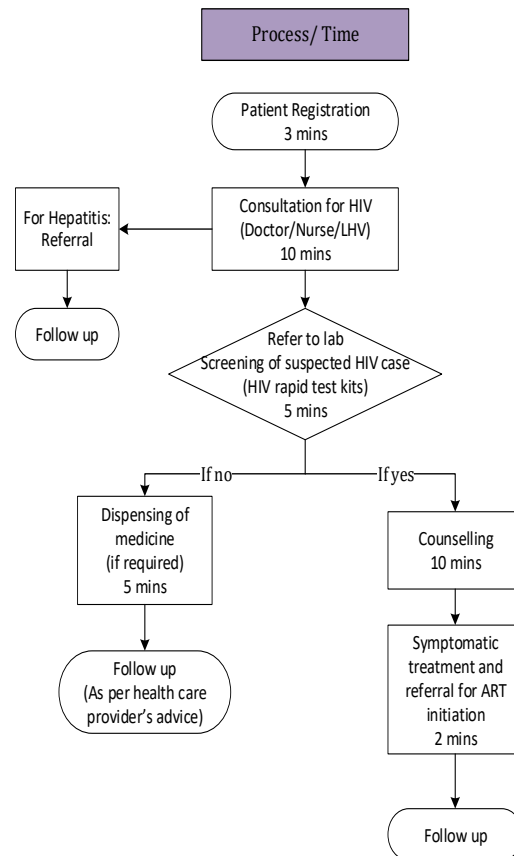 Process/ Time
Patient Registration
3 mins
Consultation for HIV
(Doctor/Nurse/LHV)
10 mins
For Hepatitis:
Referral
Follow up
Refer to lab
Screening of suspected HIV case
(HIV rapid test kits)
5 mins
If no
If yes
Dispensing of
medicine
(if required)
5 mins
Follow up
(As per health care
provider’s advice)
Counselling
10 mins
Symptomatic
treatment and
referral for ART
initiation
2 mins
Follow up